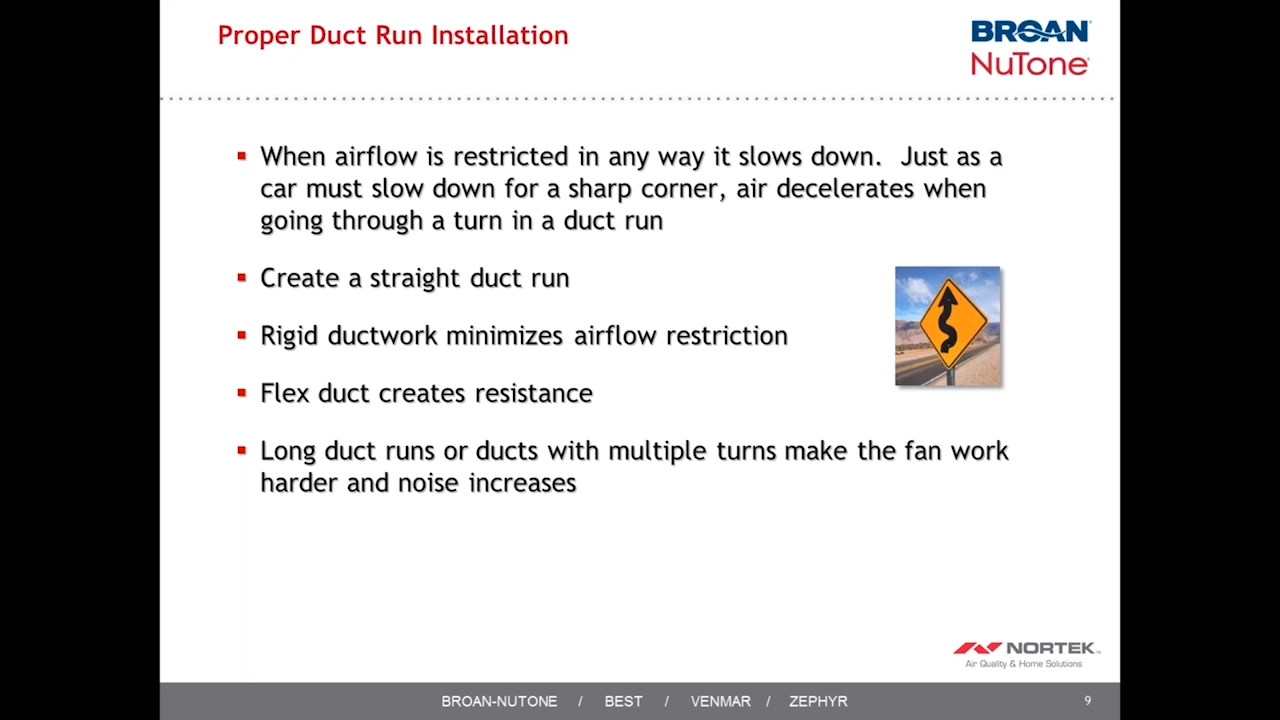 Proper Duct Run Installation
BROAN
NuTone
When airflow is restricted in any way it slows down. Just as a
car must slow down for a sharp corner, air decelerates when
going through a turn in a duct run
Create a straight duct run
Rigid ductwork minimizes airflow restriction
Flex duct creates resistance
Long duct runs or ducts with multiple turns make the fan work
harder and noise increases
NORTEK
Air Quality & Home Solutions
BROAN-NUTONE / BEST / VENMAR / ZEPHYR 9